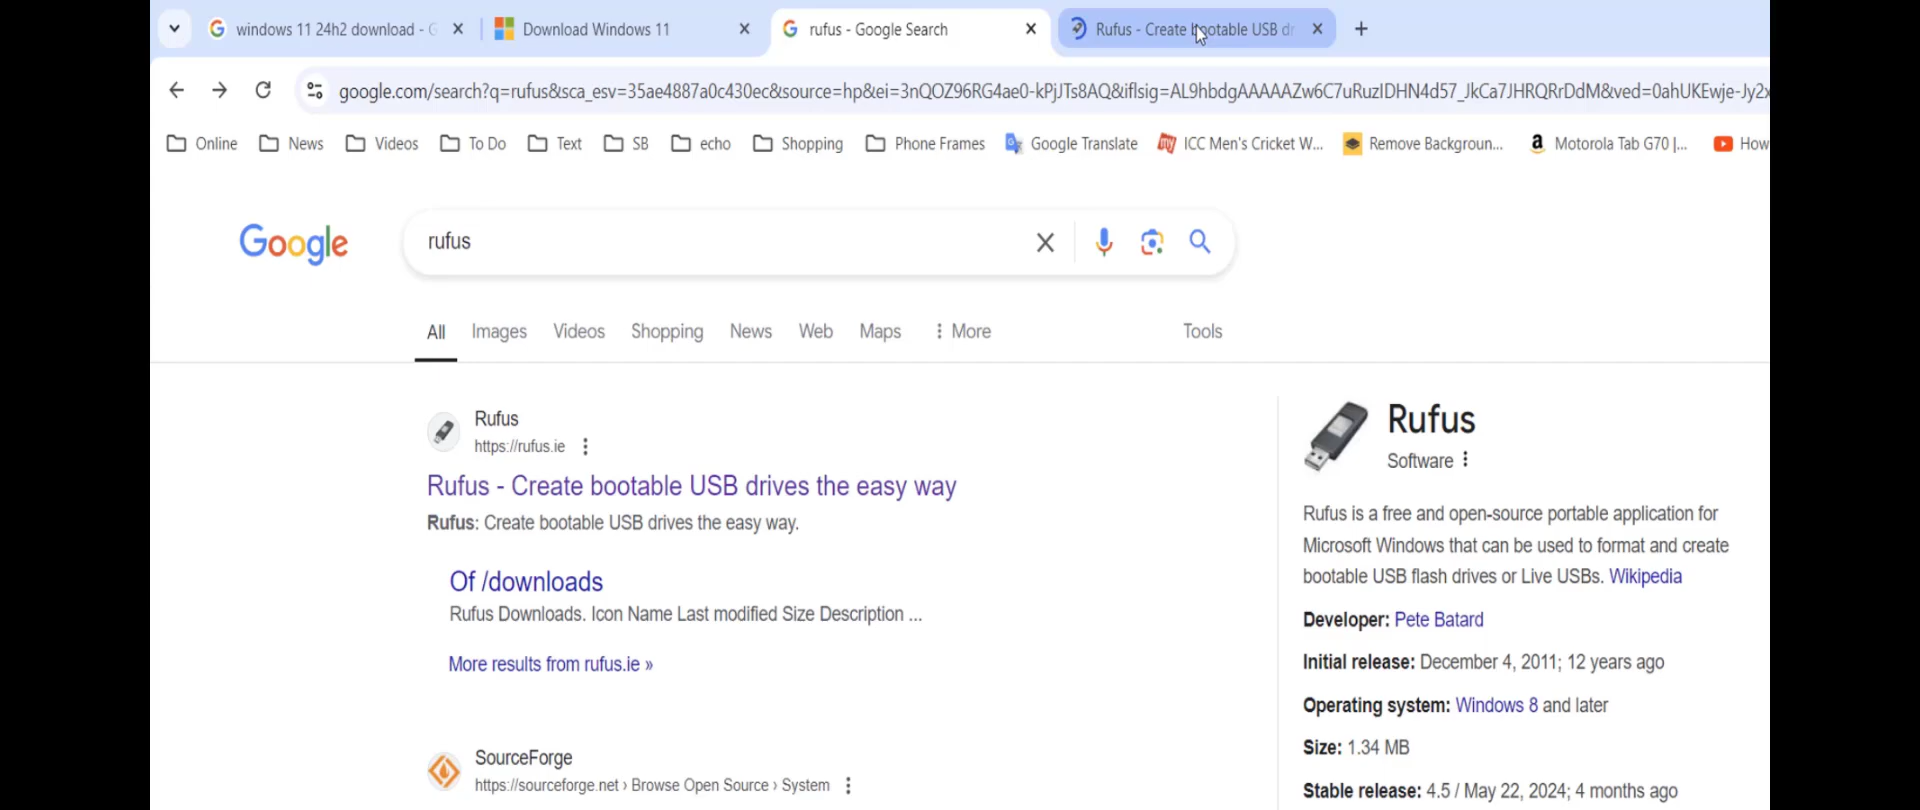 windows 11 24h2 download - G
Download Windows 11
rufus - Google Search
Rufus - Create bootable USB dr
google.com/search?q=rufus&sca_esv=35ae4887a0c430ec&source=hp&ei=3nQOZ96RG4ae0-kPjJTs8AQ&iflsig=AL9hbdgAAAAAZw6C7uRuzIDHN4d57_JkCa7JHRQRrDdM&ved=0ahUKEwje-Jy2x
Online News Videos To Do Text SB echo Shopping Phone Frames Google Translate ICC Men's Cricket W... Remove Backgroun... Motorola Tab G70 |... How
Google
rufus
All Images Videos Shopping News Web Maps More Tools
Rufus
https://rufus.ie
Rufus - Create bootable USB drives the easy way
Rufus: Create bootable USB drives the easy way.
Of /downloads
Rufus Downloads. Icon Name Last modified Size Description ...
More results from rufus.ie »
SourceForge
https://sourceforge.net › Browse Open Source › System
Rufus
Software
Rufus is a free and open-source portable application for
Microsoft Windows that can be used to format and create
bootable USB flash drives or Live USBs. Wikipedia
Developer: Pete Batard
Initial release: December 4, 2011; 12 years ago
Operating system: Windows 8 and later
Size: 1.34 MB
Stable release: 4.5 / May 22, 2024; 4 months ago